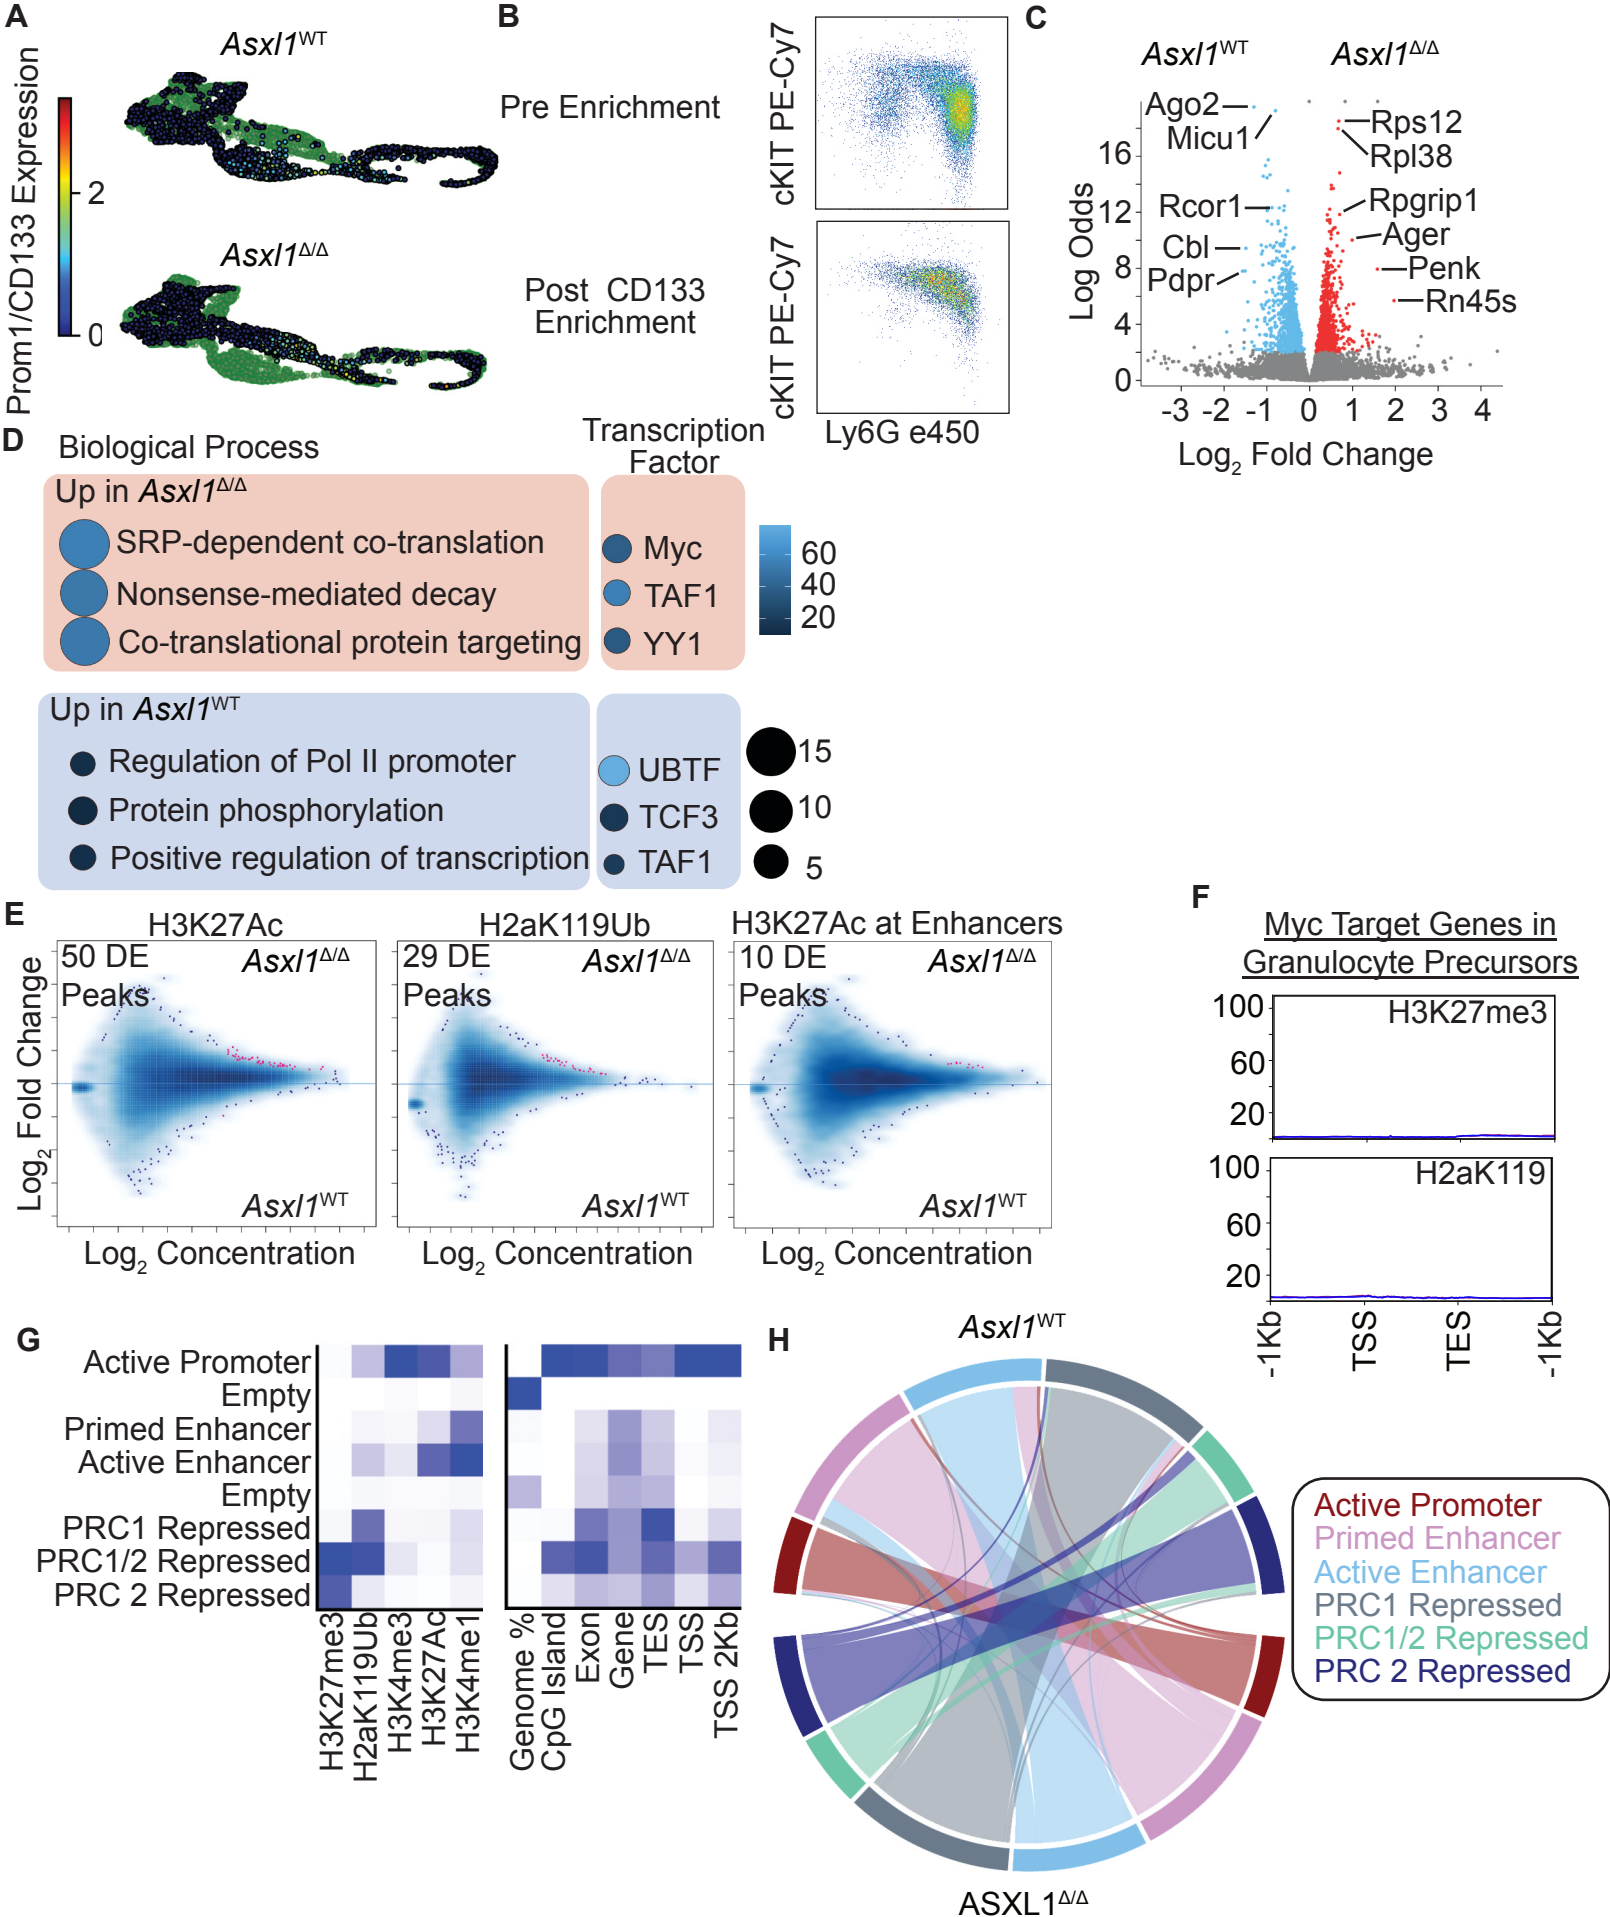 A
Prom1/CD133 Expression
Asxl1WT
2
0
Asxl1Δ/Δ
B
Pre Enrichment
cKIT PE-Cy7
Post CD133
Enrichment
cKIT PE-Cy7
Ly6G e450
C
Asxl1WT
Asxl1Δ/Δ
Log Odds
16
12
8
4
0
Ago2
Micu1
Rcor1
Cbl
Pdpr
Rps12
Rpl38
Rpgrip1
Ager
Penk
Rn45s
-3 -2 -1 0 1 2 3 4
Log2 Fold Change
D
Biological Process
Transcription
Factor
Up in Asxl1Δ/Δ
SRP-dependent co-translation
Nonsense-mediated decay
Co-translational protein targeting
Myc
TAF1
YY1
60
40
20
Up in Asxl1WT
Regulation of Pol II promoter
Protein phosphorylation
Positive regulation of transcription
UBTF
TCF3
TAF1
15
10
5
E
H3K27Ac
H2aK119Ub
H3K27Ac at Enhancers
Log2 Fold Change
50 DE
Peaks
Asxl1Δ/Δ
Asxl1WT
Log2 Concentration
29 DE
Peaks
Asxl1Δ/Δ
Asxl1WT
Log2 Concentration
10 DE
Peaks
Asxl1Δ/Δ
Asxl1WT
Log2 Concentration
F
Myc Target Genes in
Granulocyte Precursors
100
60
20
H3K27me3
100
60
20
H2aK119
-1Kb
TSS
TES
-1Kb
G
Active Promoter
Empty
Primed Enhancer
Active Enhancer
Empty
PRC1 Repressed
PRC1/2 Repressed
PRC 2 Repressed
H3K27me3
H2aK119Ub
H3K4me3
H3K27Ac
H3K4me1
Genome %
CpG Island
Exon
Gene
TES
TSS
TSS 2Kb
H
Asxl1WT
ASXL1Δ/Δ
Active Promoter
Primed Enhancer
Active Enhancer
PRC1 Repressed
PRC1/2 Repressed
PRC 2 Repressed